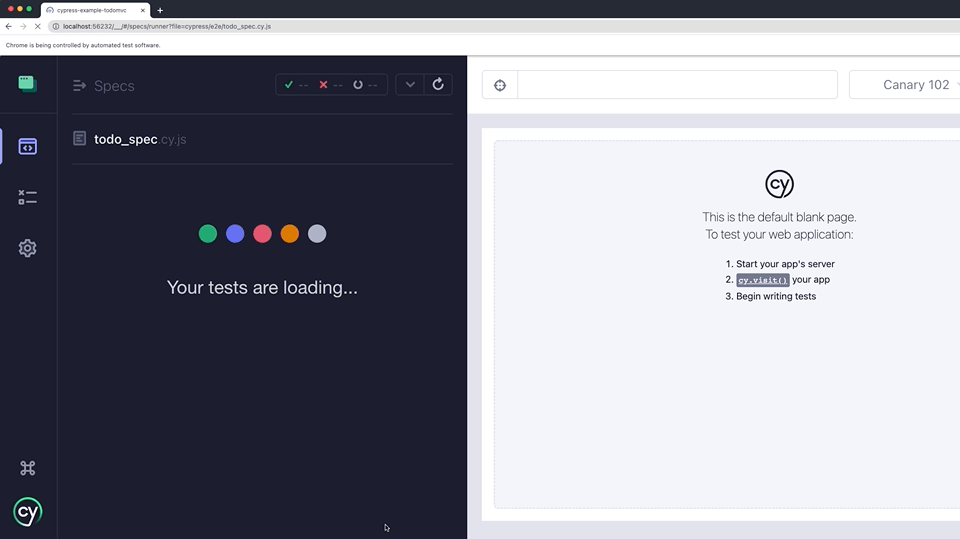 cypress-example-todomvc
localhost:56232/__/#/specs/runner?file=cypress/e2e/todo_spec.cy.js
Chrome is being controlled by automated test software.
Specs
-- -- --
Canary 102
todo_spec.cy.js
cy
This is the default blank page.
To test your web application:
1. Start your app's server
2. cy.visit() your app
3. Begin writing tests
Your tests are loading...
cy